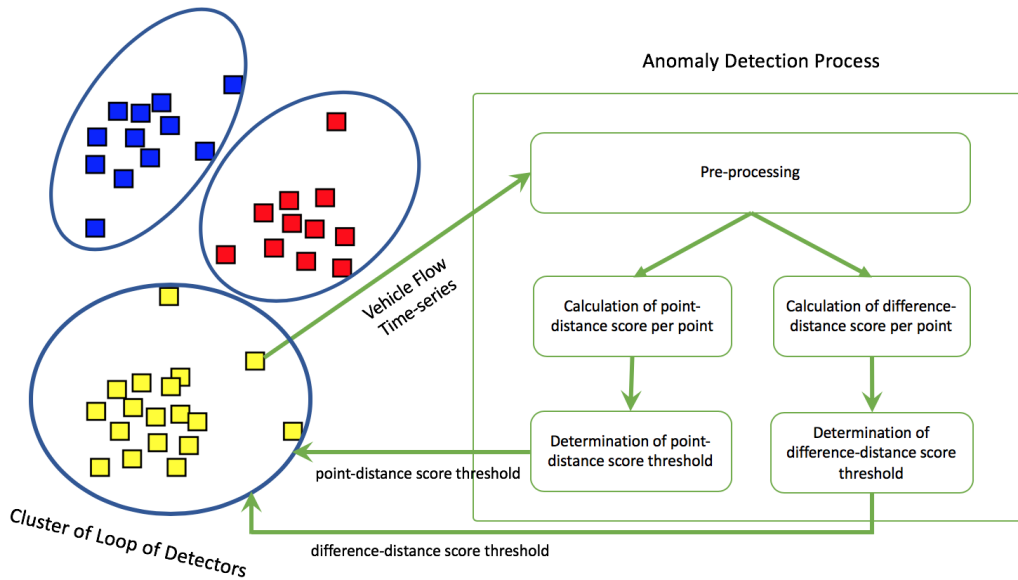 Anomaly Detection Process
Pre-processing
Vehicle Flow
Time-series
Calculation of point-
distance score per point
Calculation of difference-
distance score per point
Determination of point-
distance score threshold
Determination of
difference-distance score
threshold
point-distance score threshold
Cluster of Loop of Detectors
difference-distance score threshold